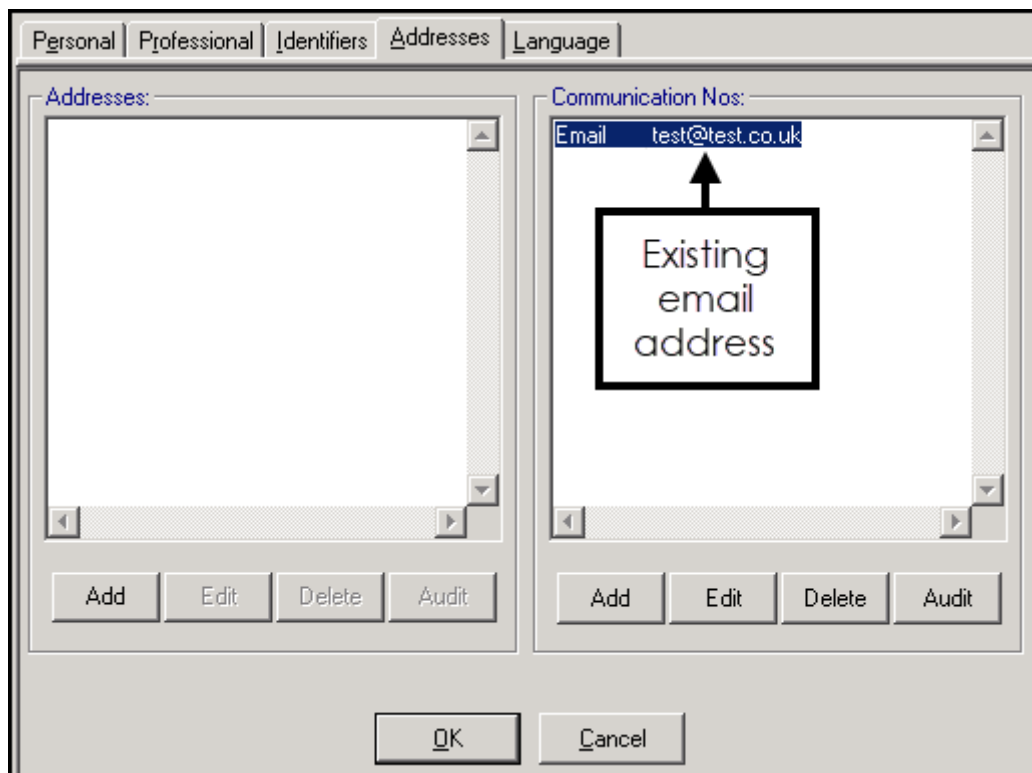 Personal Professional Identifiers Addresses Language
Addresses:
Communication Nos:
Email test@test.co.uk
Existing
email
address
Add Edit Delete Audit
Add Edit Delete Audit
OK Cancel